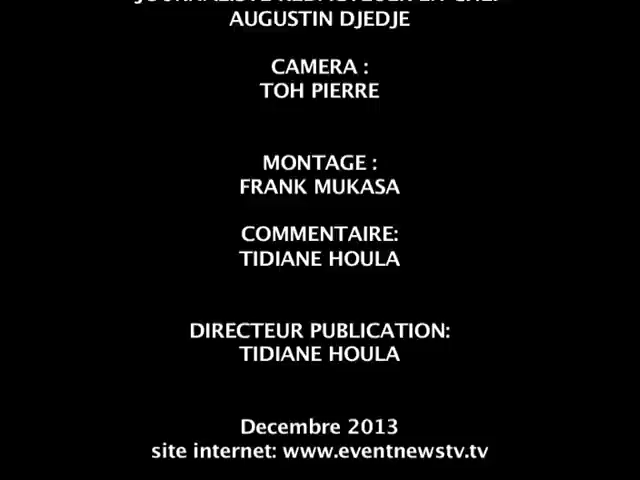 AUGUSTIN DJEDJE
CAMERA :
TOH PIERRE
MONTAGE :
FRANK MUKASA
COMMENTAIRE:
TIDIANE HOULA
DIRECTEUR PUBLICATION:
TIDIANE HOULA
Decembre 2013
site internet: www.eventnewstv.tv